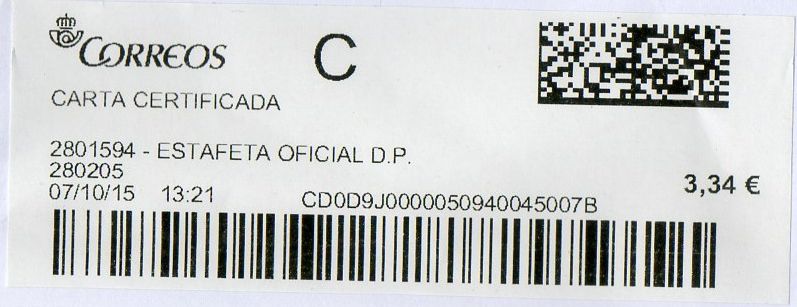 CORREOS
C
CARTA CERTIFICADA
2801594 - ESTAFETA OFICIAL D.P.
280205
3,34 €
07/10/15 13:21
CD0D9J0000050940045007B